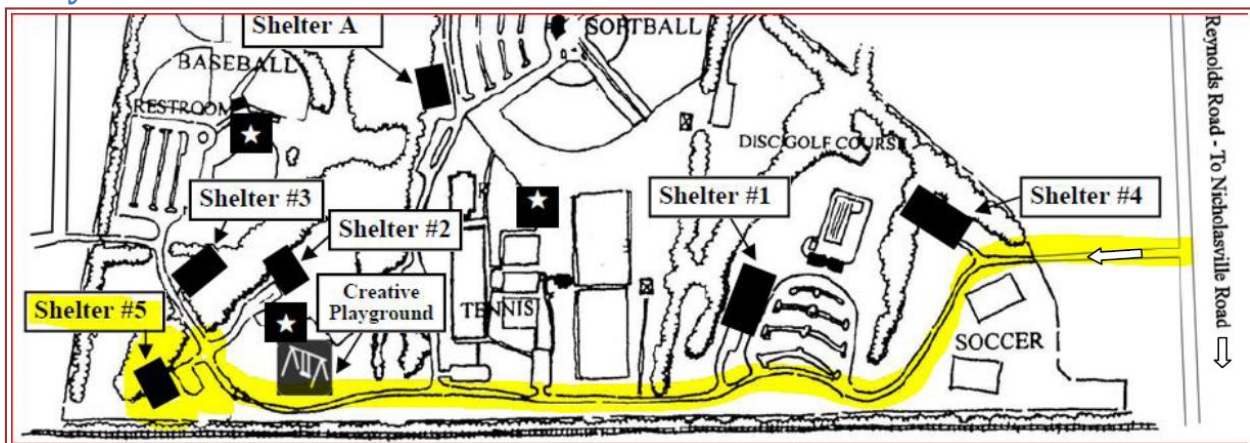 Shelter A
SOFTBALL
BASEBALL
RESTROOM
DISC GOLF COURSE
Shelter #3
Shelter #2
Shelter #1
Shelter #4
Creative
Playground
TENNIS
Shelter #5
SOCCER
Reynolds Road - To Nicholasville Road